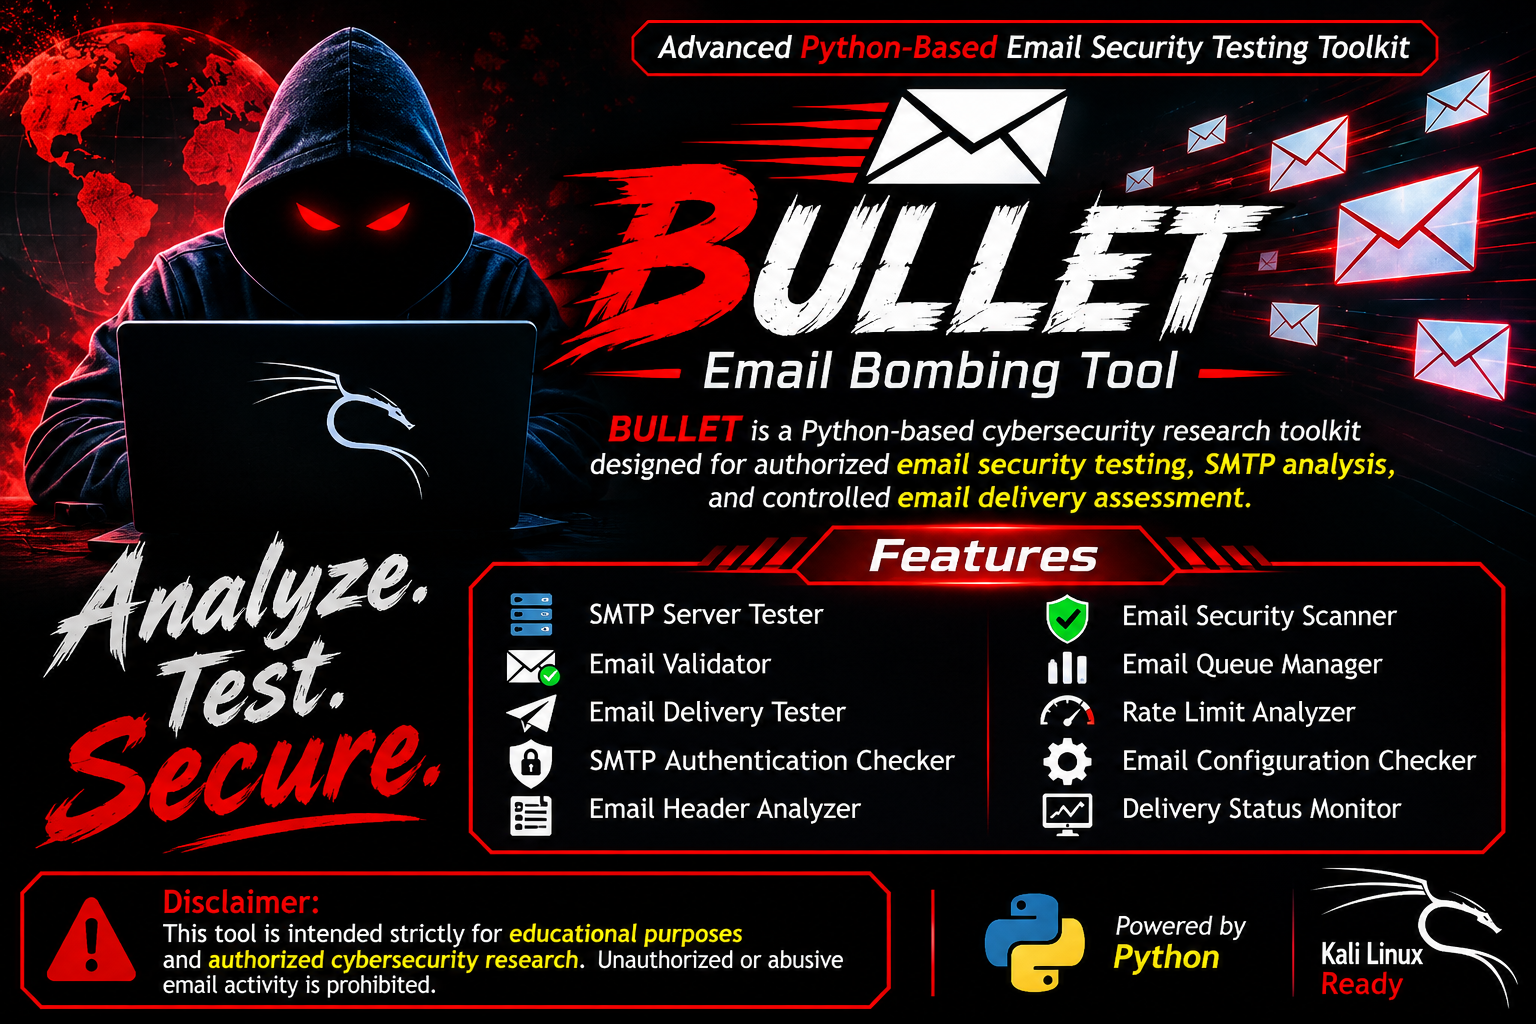 Advanced Python-Based Email Security Testing Toolkit
BULLET
Email Bombing Tool
BULLET is a Python-based cybersecurity research toolkit
designed for authorized email security testing, SMTP analysis,
and controlled email delivery assessment.
Analyze.
Test.
Secure.
Features
SMTP Server Tester
Email Validator
Email Delivery Tester
SMTP Authentication Checker
Email Header Analyzer
Email Security Scanner
Email Queue Manager
Rate Limit Analyzer
Email Configuration Checker
Delivery Status Monitor
Disclaimer:
This tool is intended strictly for educational purposes
and authorized cybersecurity research. Unauthorized or abusive
email activity is prohibited.
Powered by
Python
Kali Linux
Ready